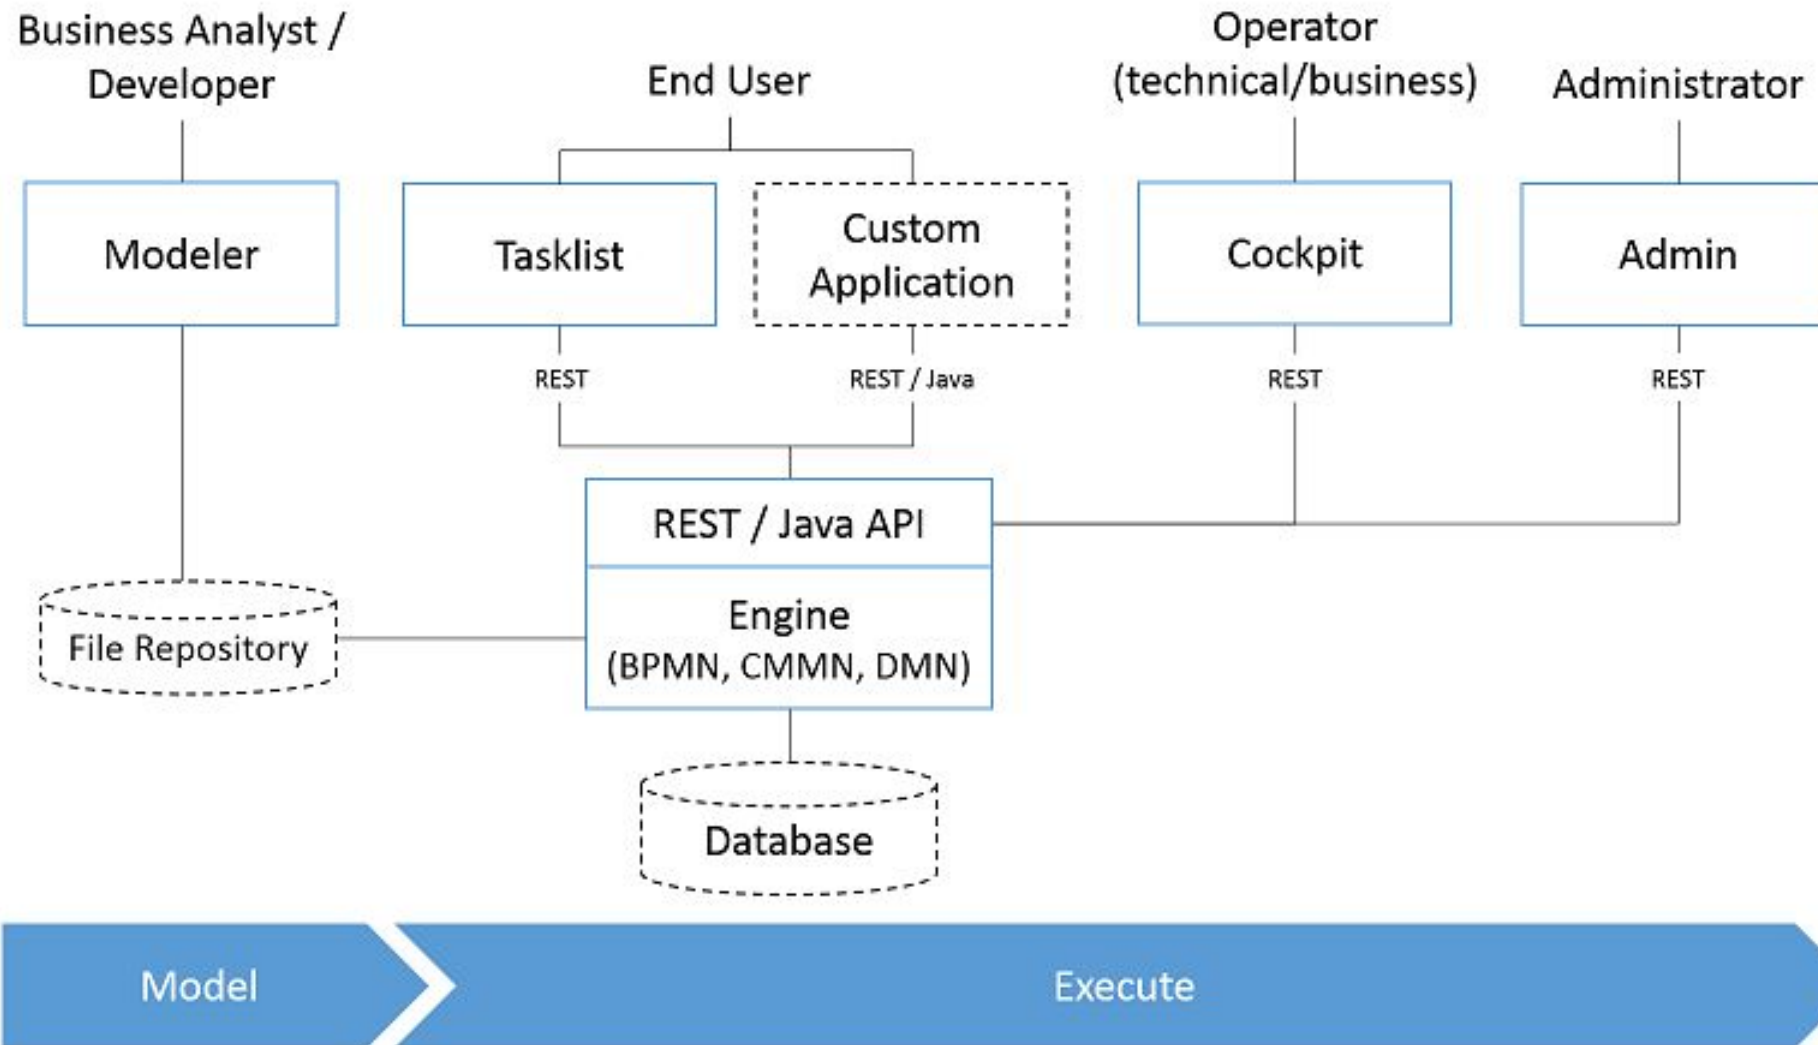 Business Analyst /
Developer
End User
Operator
(technical/business)
Administrator
Modeler
Tasklist
Custom
Application
Cockpit
Admin
REST
REST / Java
REST
REST
REST / Java API
Engine
(BPMN, CMMN, DMN)
File Repository
Database
Model
Execute